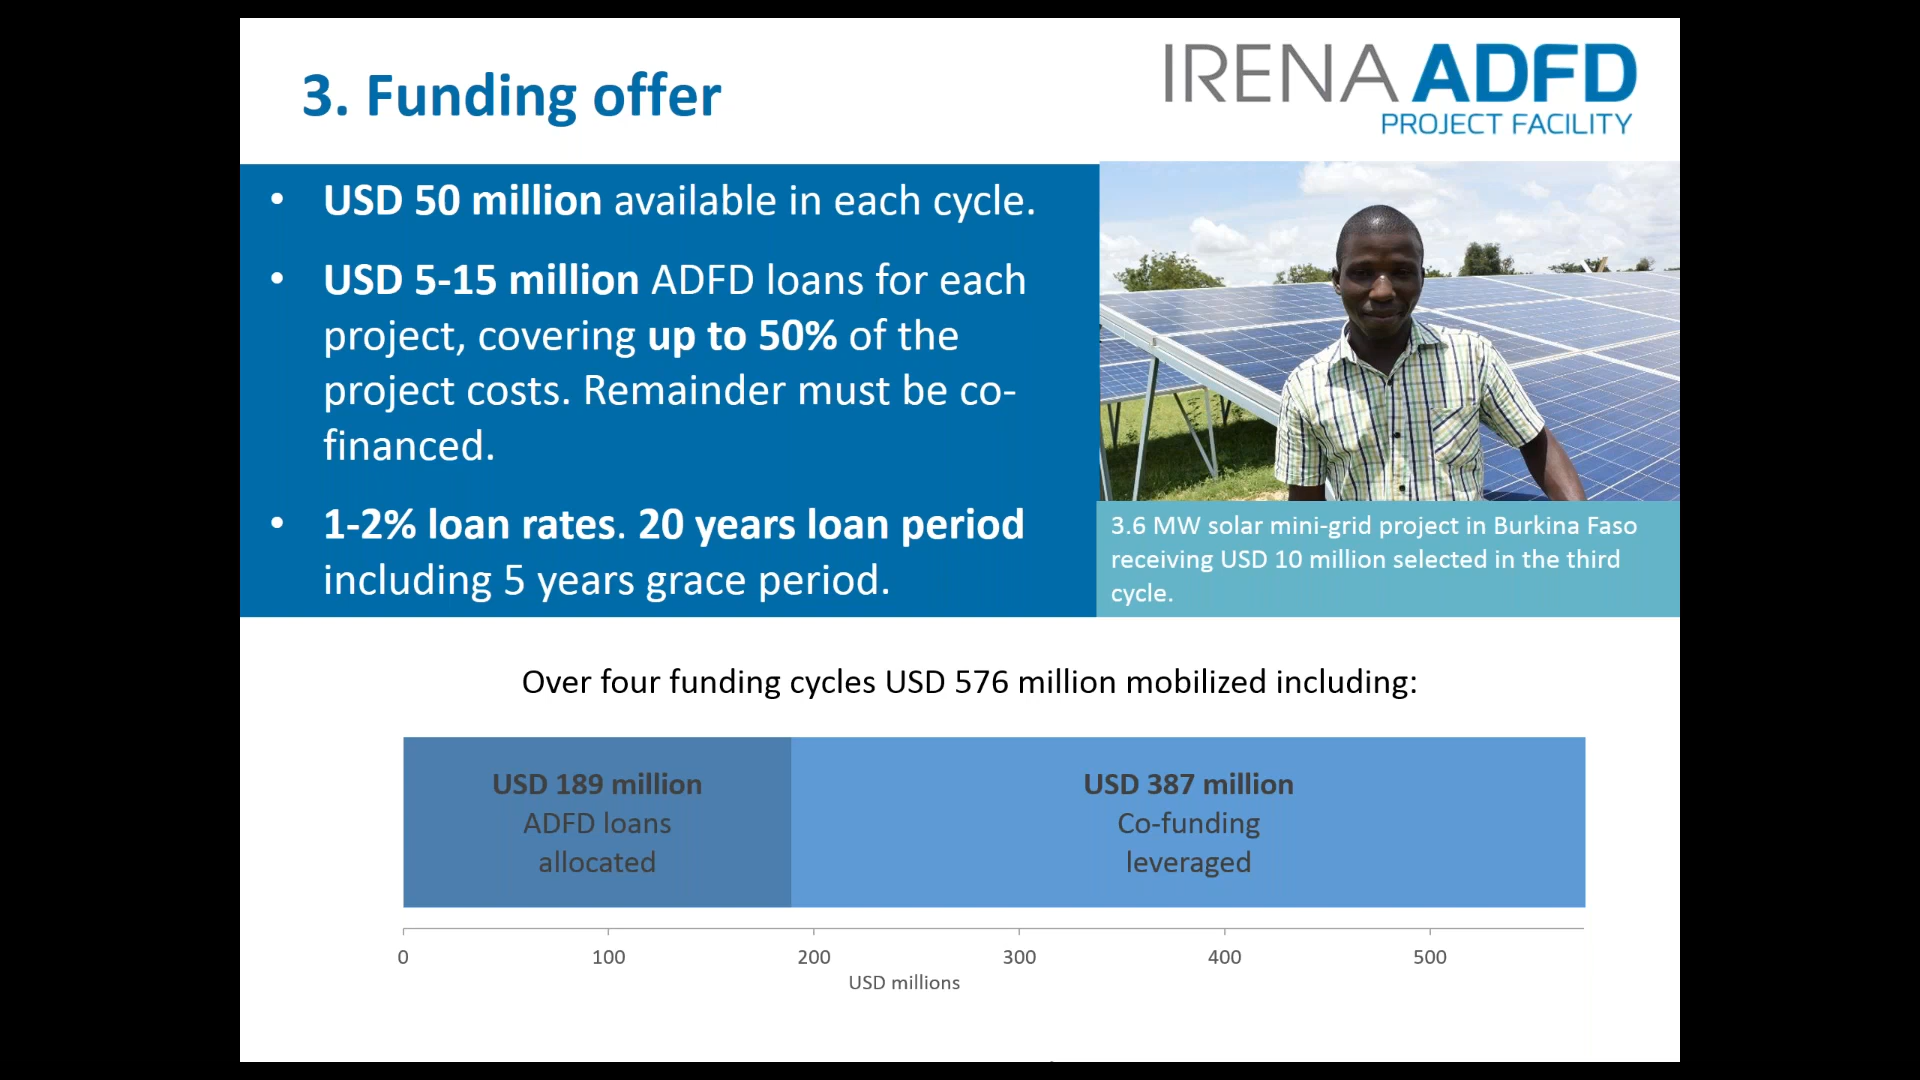 3. Funding offer
IRENA ADFD
PROJECT FACILITY
• USD 50 million available in each cycle.
• USD 5-15 million ADFD loans for each
project, covering up to 50% of the
project costs. Remainder must be co-
financed.
• 1-2% loan rates. 20 years loan period
including 5 years grace period.
3.6 MW solar mini-grid project in Burkina Faso
receiving USD 10 million selected in the third
cycle.
Over four funding cycles USD 576 million mobilized including:
USD 189 million
ADFD loans
allocated
USD 387 million
Co-funding
leveraged
0 100 200 300 400 500
USD millions